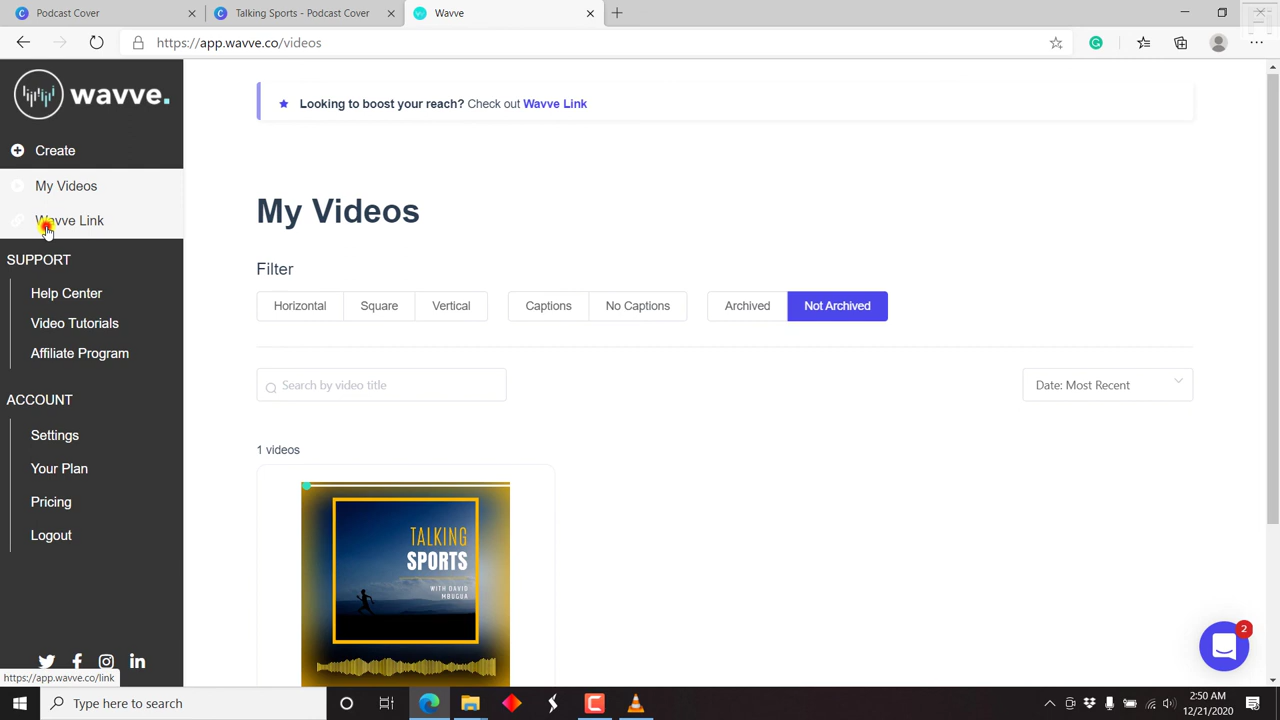 Podcast Cover
Talking Sports - Podcast Cover
Wavve
https://app.wavve.co/videos
wavve.
Create
My Videos
Wavve Link
SUPPORT
Help Center
Video Tutorials
Affiliate Program
ACCOUNT
Settings
Your Plan
Pricing
Logout
Looking to boost your reach? Check out Wavve Link
My Videos
Filter
Horizontal Square Vertical Captions No Captions Archived Not Archived
Search by video title
Date: Most Recent
1 videos
TALKING
SPORTS
WITH DAVID
MBUGUA
2
https://app.wavve.co/link
Type here to search
2:50 AM
12/21/2020